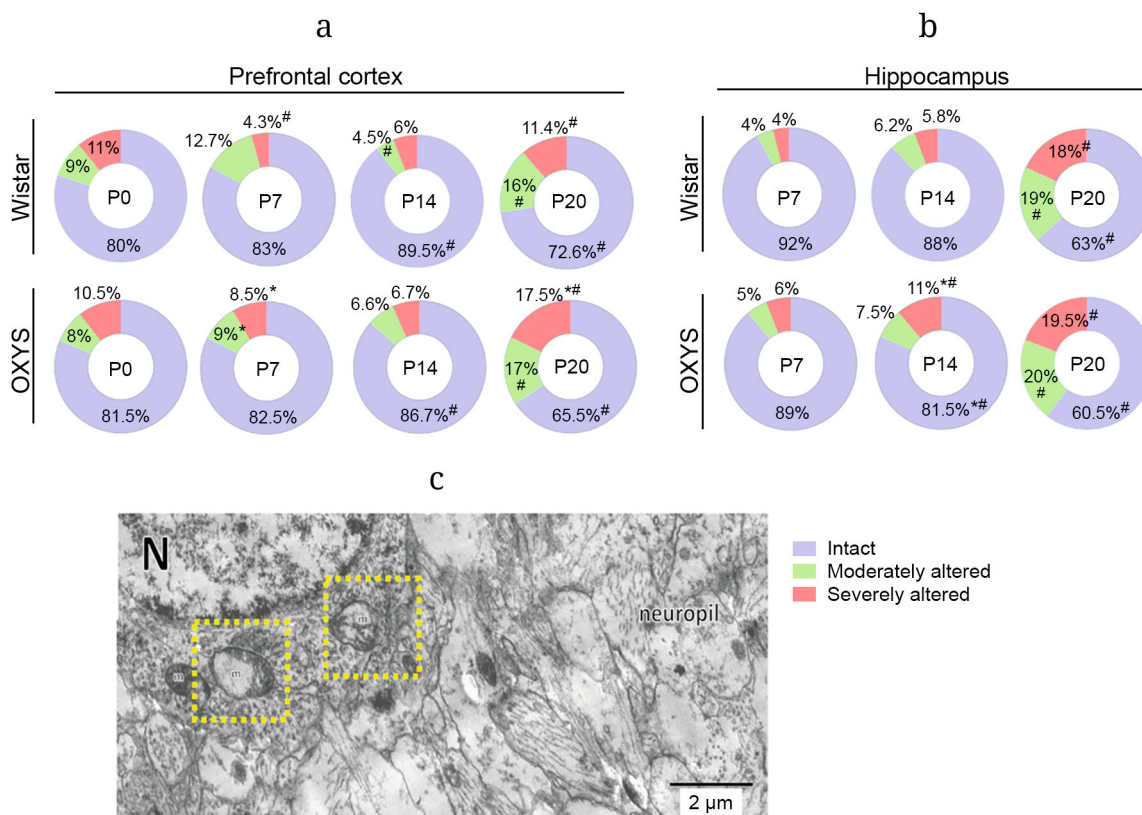 a
b
Prefrontal cortex
Hippocampus
Wistar
9%
11%
P0
80%
12.7%
4.3%#
P7
83%
4.5%
#
6%
P14
89.5%#
11.4%#
16%
#
P20
72.6%#
4%
4%
P7
92%
6.2%
5.8%
P14
88%
18%#
19%
#
P20
63%#
OXYS
10.5%
8%
P0
81.5%
8.5%*
9%*
P7
82.5%
6.6%
6.7%
P14
86.7%#
17.5%*#
17%
#
P20
65.5%#
OXYS
5%
6%
P7
89%
7.5%
11%*#
P14
81.5%*#
19.5%#
20%
#
P20
60.5%#
Wistar
c
N
m
m
m
neuropil
2 µm
Intact
Moderately altered
Severely altered